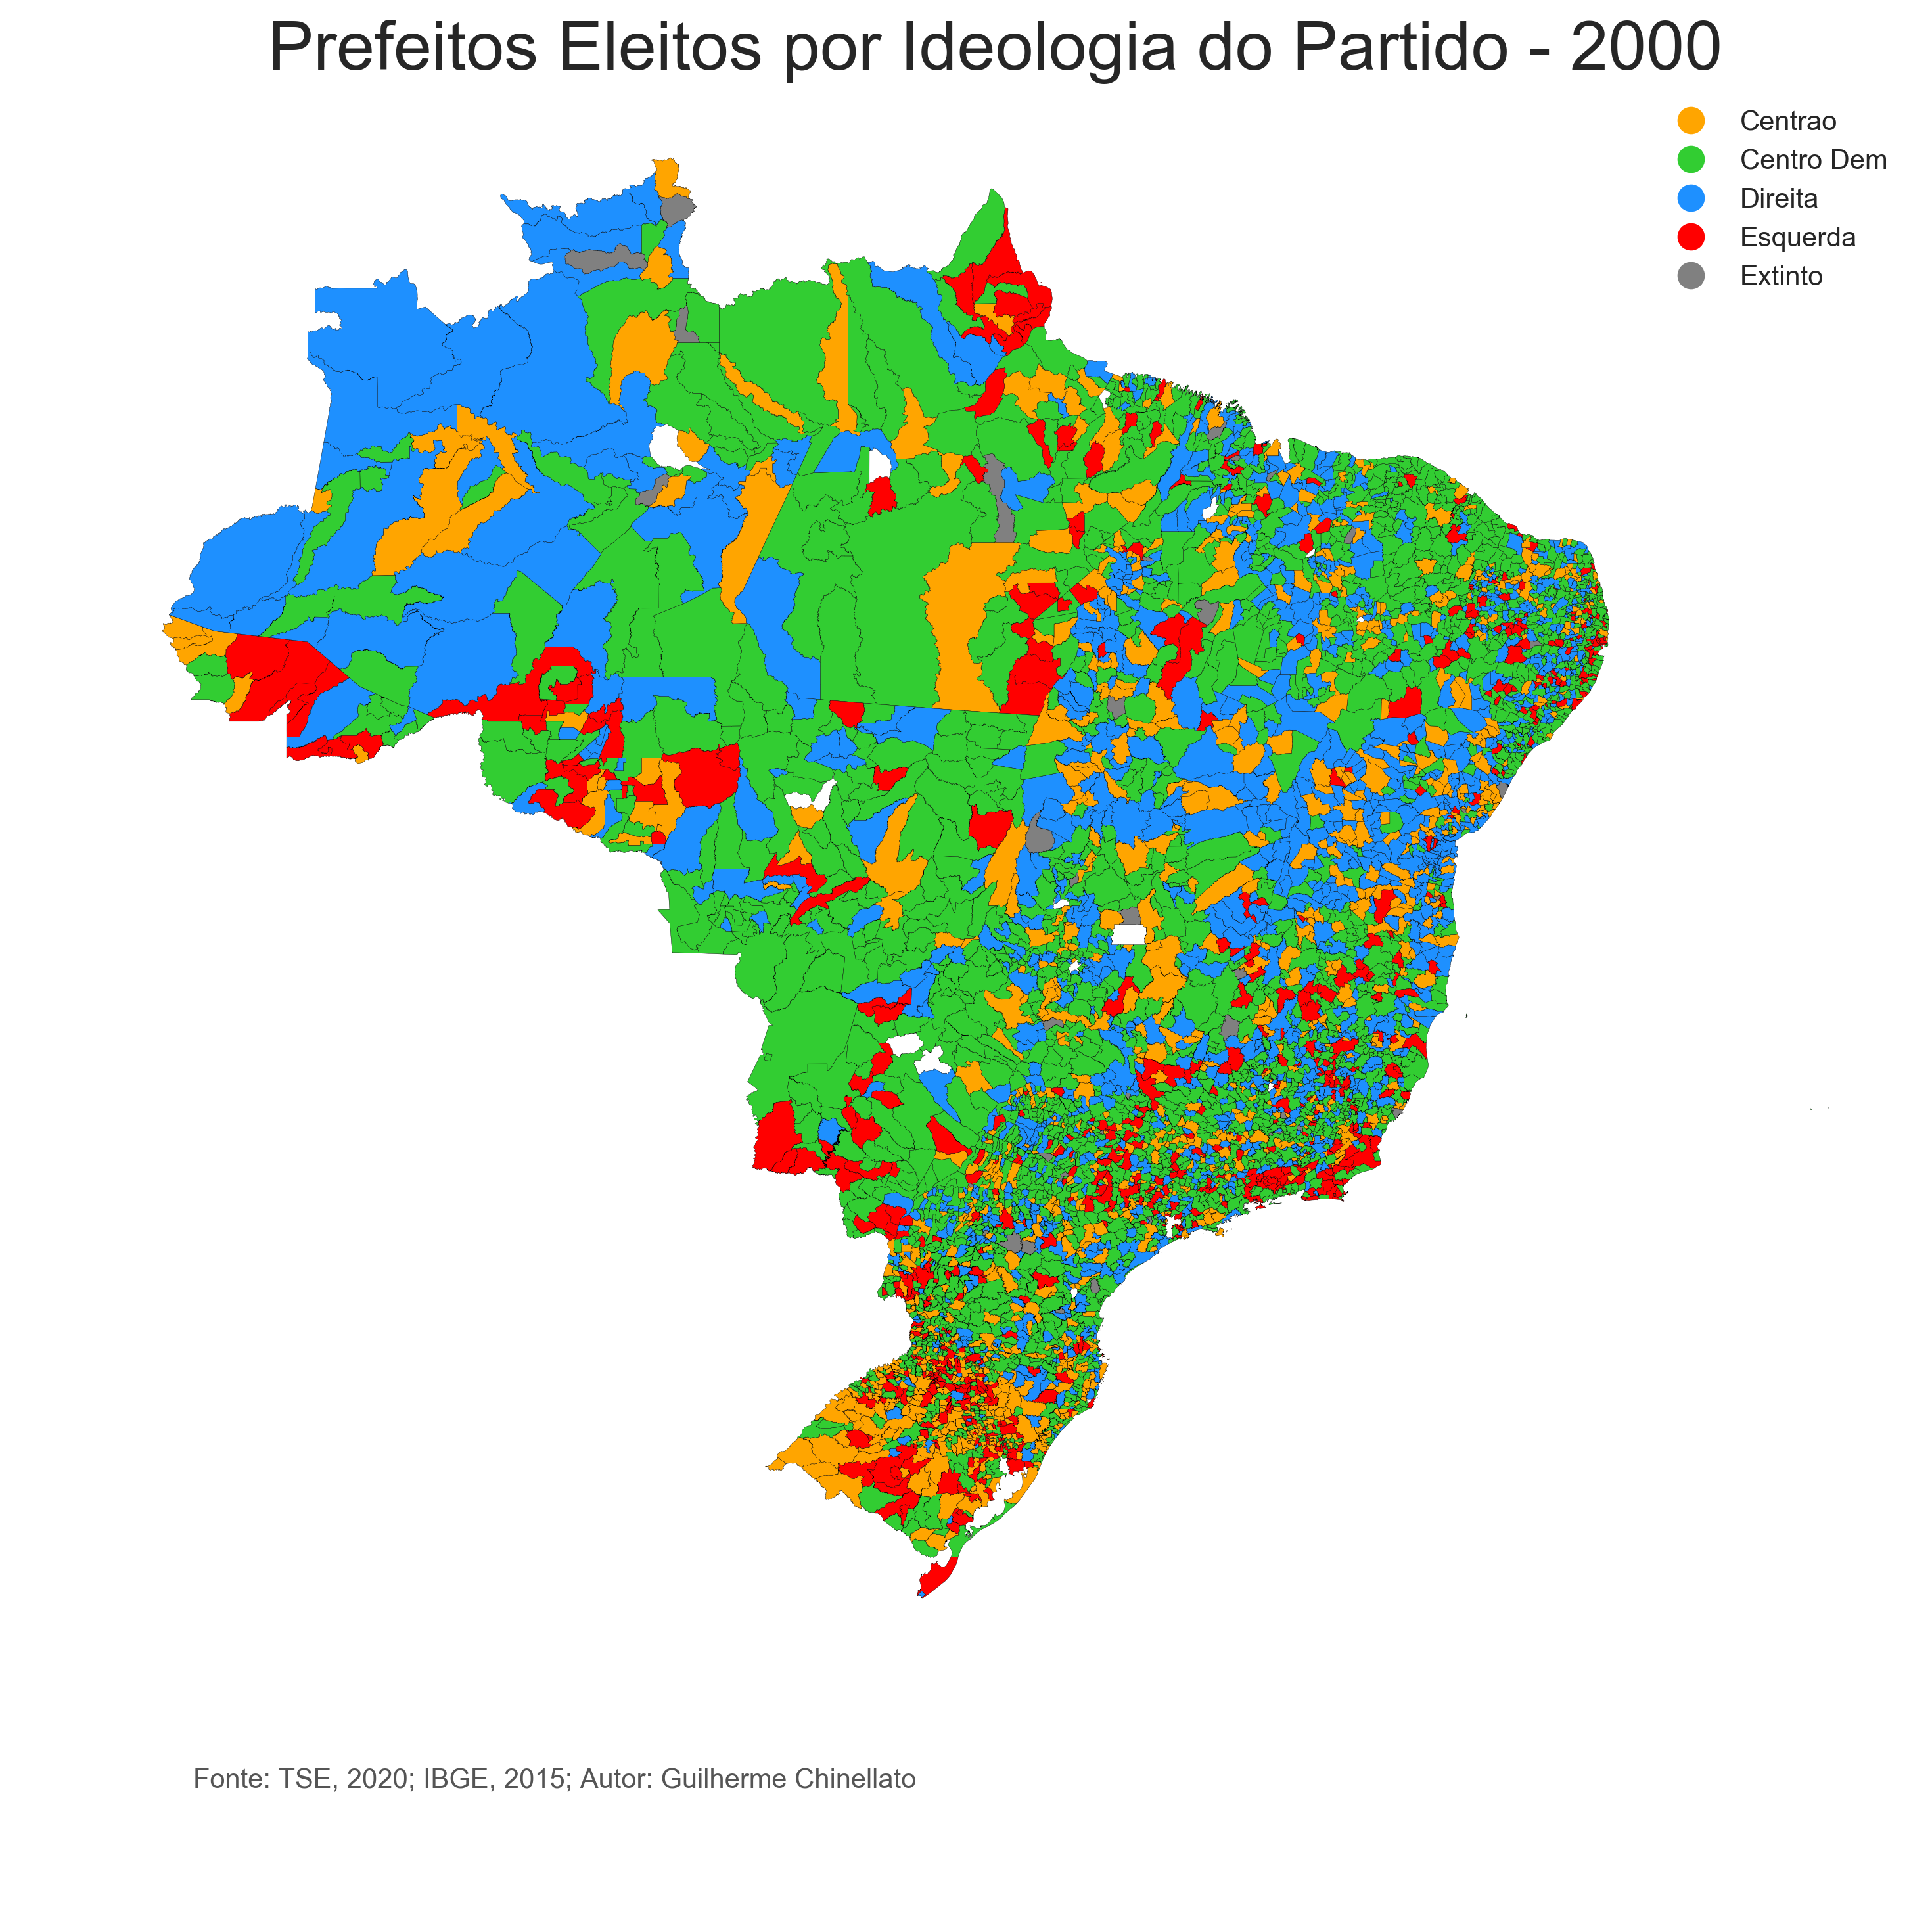 Prefeitos Eleitos por Ideologia do Partido - 2000
Centrao
Centro Dem
Direita
Esquerda
Extinto
Fonte: TSE, 2020; IBGE, 2015; Autor: Guilherme Chinellato